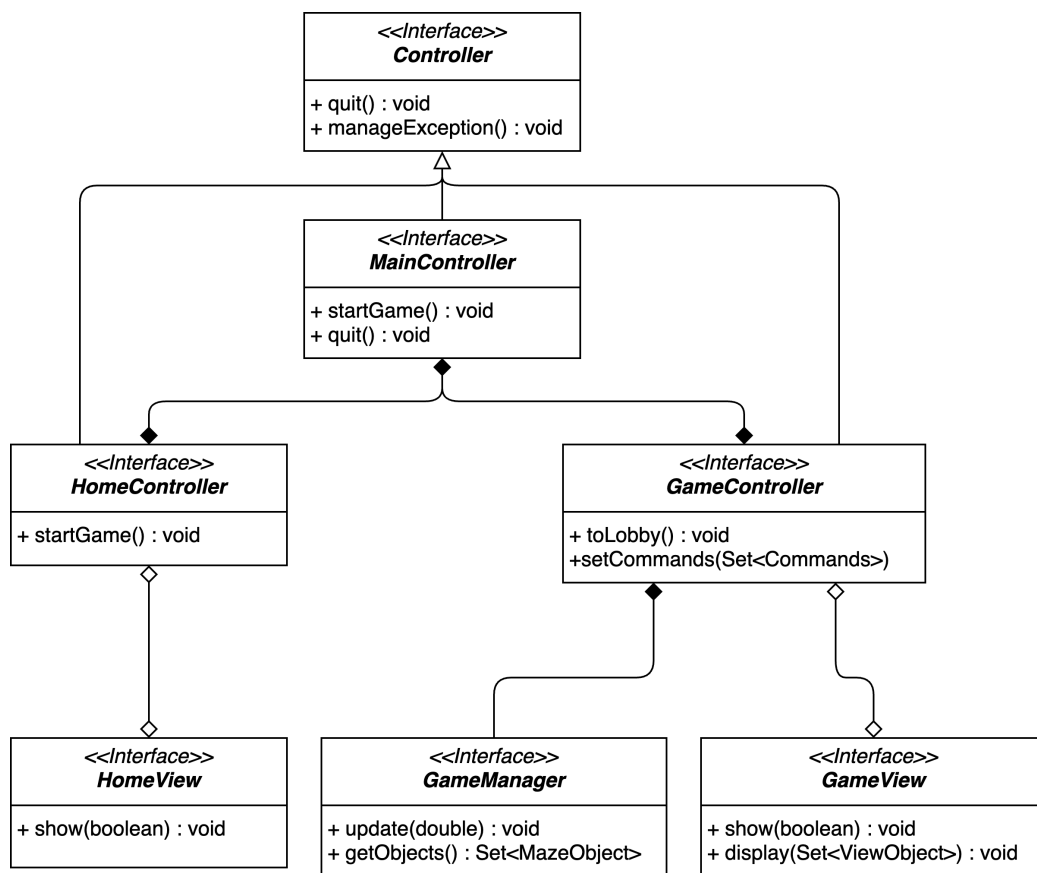 <<Interface>>
Controller
+ quit() : void
+ manageException() : void
<<Interface>>
MainController
+ startGame() : void
+ quit() : void
<<Interface>>
HomeController
+ startGame() : void
<<Interface>>
GameController
+ toLobby() : void
+setCommands(Set<Commands>)
<<Interface>>
HomeView
+ show(boolean) : void
<<Interface>>
GameManager
+ update(double) : void
+ getObjects() : Set<MazeObject>
<<Interface>>
GameView
+ show(boolean) : void
+ display(Set<ViewObject>) : void